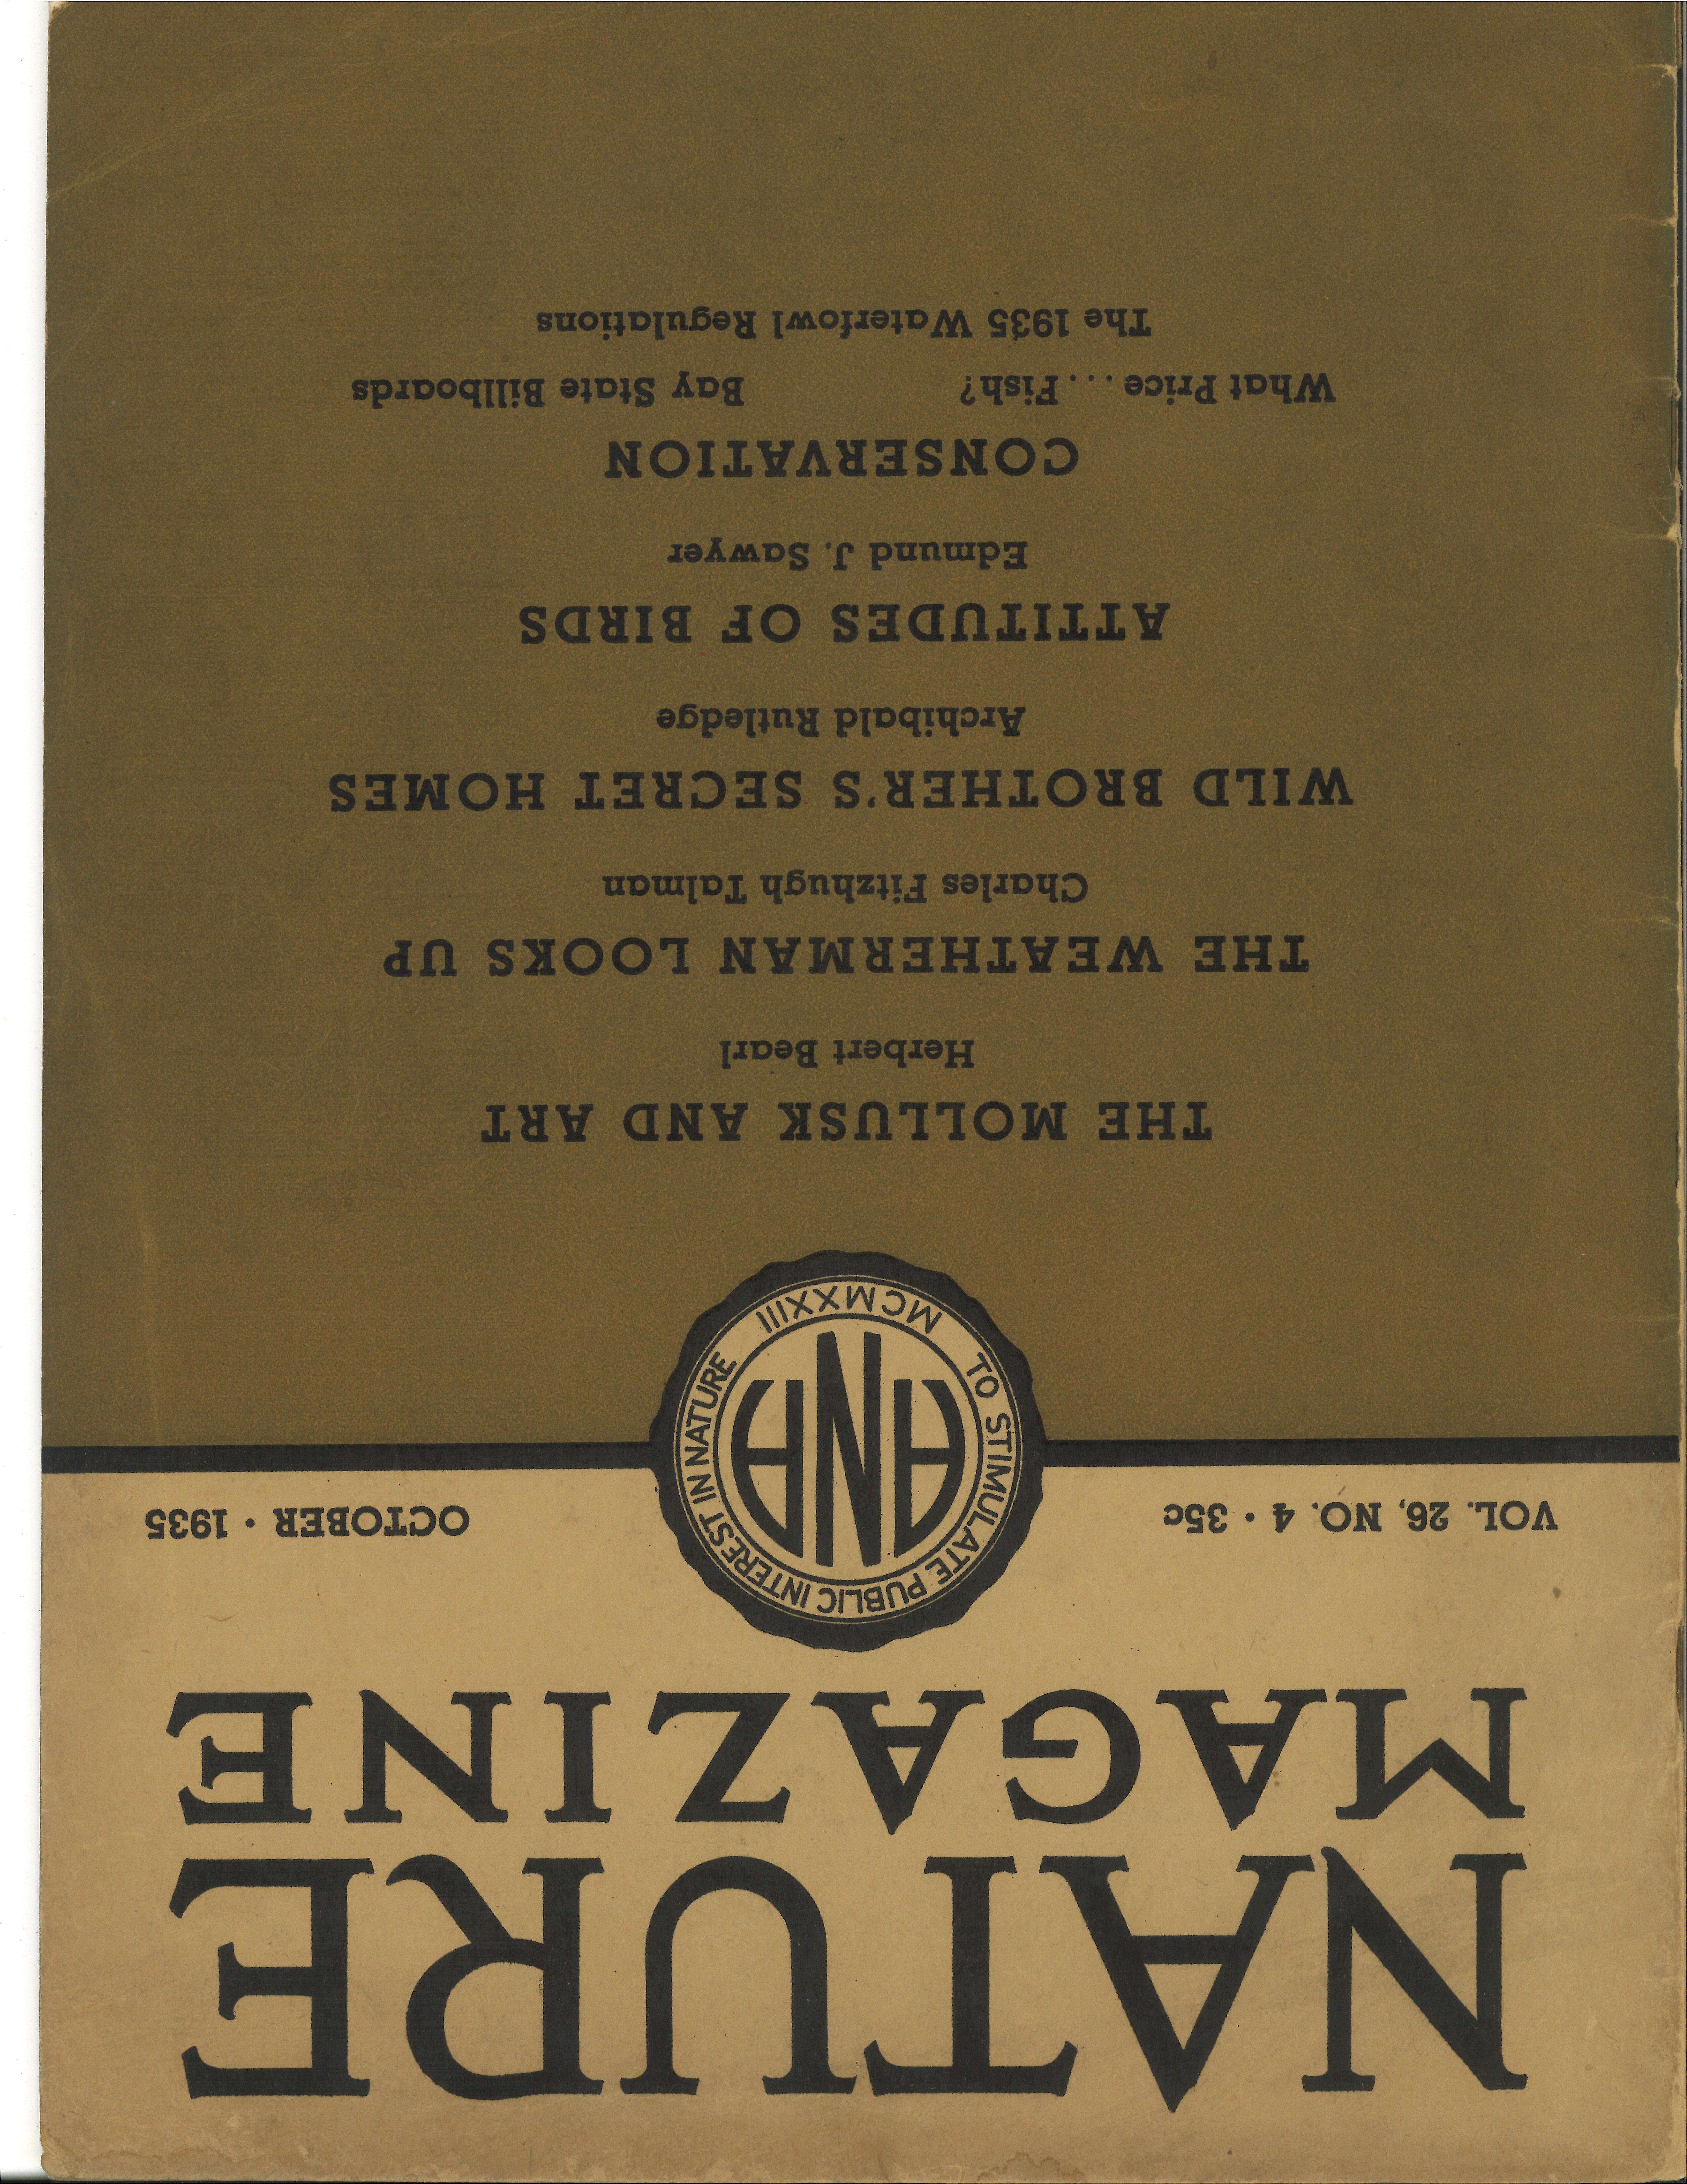 NATURE
MAGAZINE
VOL. 26, NO. 4 · 35c
OCTOBER · 1935
TO STIMULATE PUBLIC INTEREST IN NATURE
ANA
MCMXXIII
THE MOLLUSK AND ART
Herbert Bearl
THE WEATHERMAN LOOKS UP
Charles Fitzhugh Talman
WILD BROTHER'S SECRET HOMES
Archibald Rutledge
ATTITUDES OF BIRDS
Edmund J. Sawyer
CONSERVATION
What Price . . . Fish?
Bay State Billboards
The 1935 Waterfowl Regulations